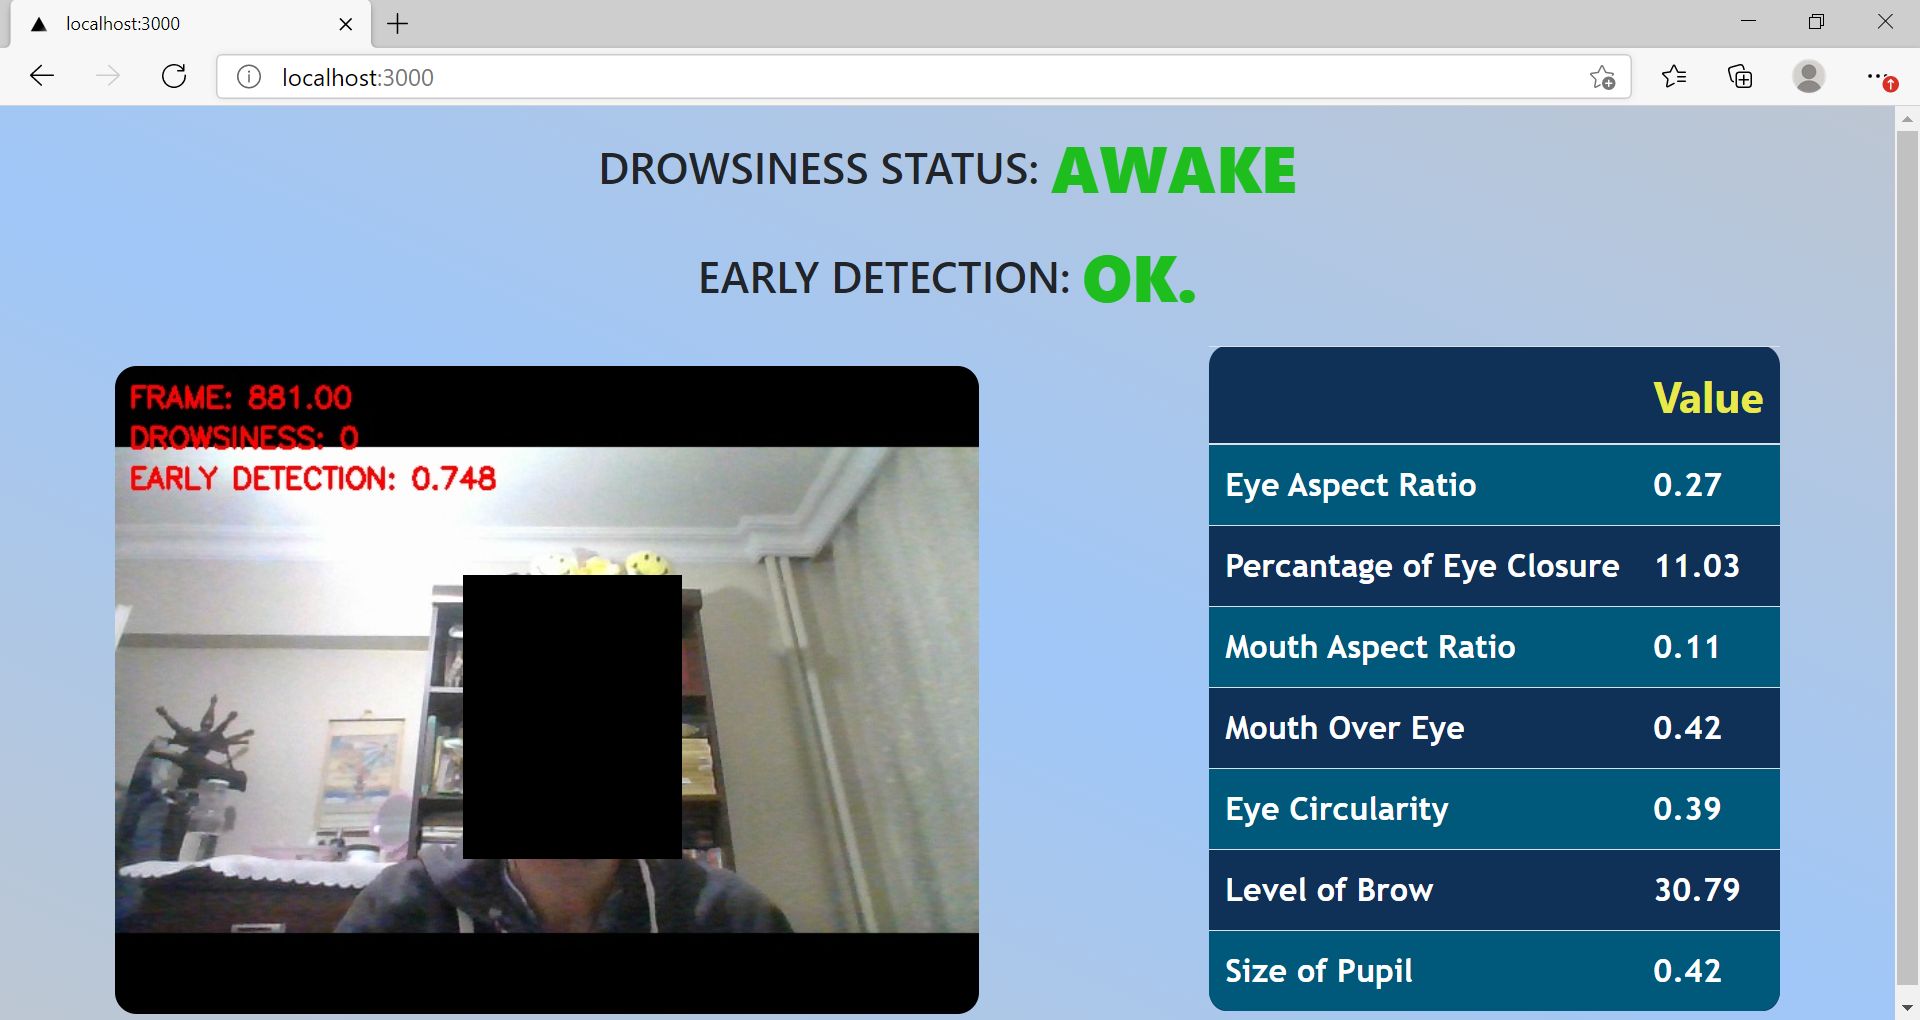 localhost:3000
localhost:3000
DROWSINESS STATUS: AWAKE
EARLY DETECTION: OK.
FRAME: 881.00
DROWSINESS: 0
EARLY DETECTION: 0.748
Value
Eye Aspect Ratio 0.27
Percantage of Eye Closure 11.03
Mouth Aspect Ratio 0.11
Mouth Over Eye 0.42
Eye Circularity 0.39
Level of Brow 30.79
Size of Pupil 0.42